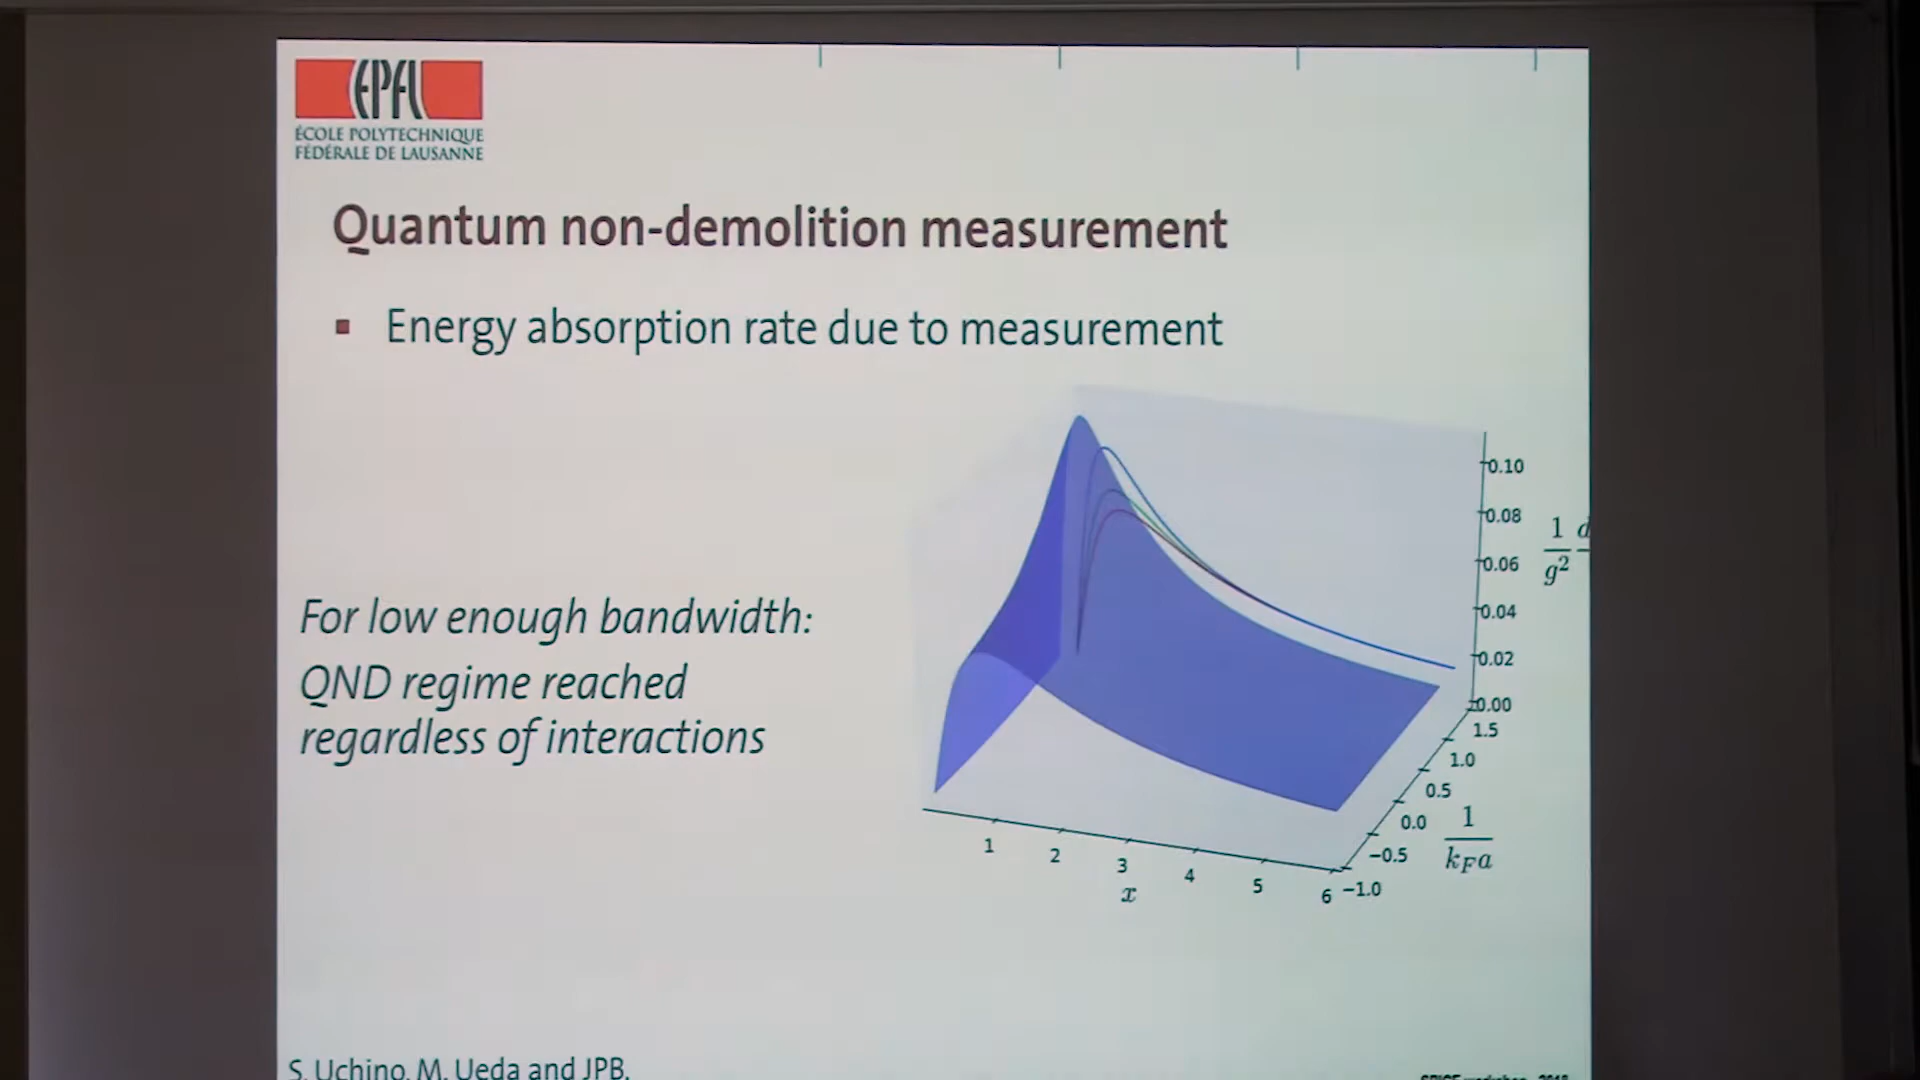 EPFL
ÉCOLE POLYTECHNIQUE
FÉDÉRALE DE LAUSANNE
Quantum non-demolition measurement
▪ Energy absorption rate due to measurement
For low enough bandwidth:
QND regime reached
regardless of interactions
0.10
0.08
0.06
0.04
0.02
0.00
1/g² d
1.5
1.0
0.5
0.0
−0.5
−1.0
1/k_F a
1 2 3 4 5 6
x
S. Uchino, M. Ueda and JPB,
SPICE workshop 2018